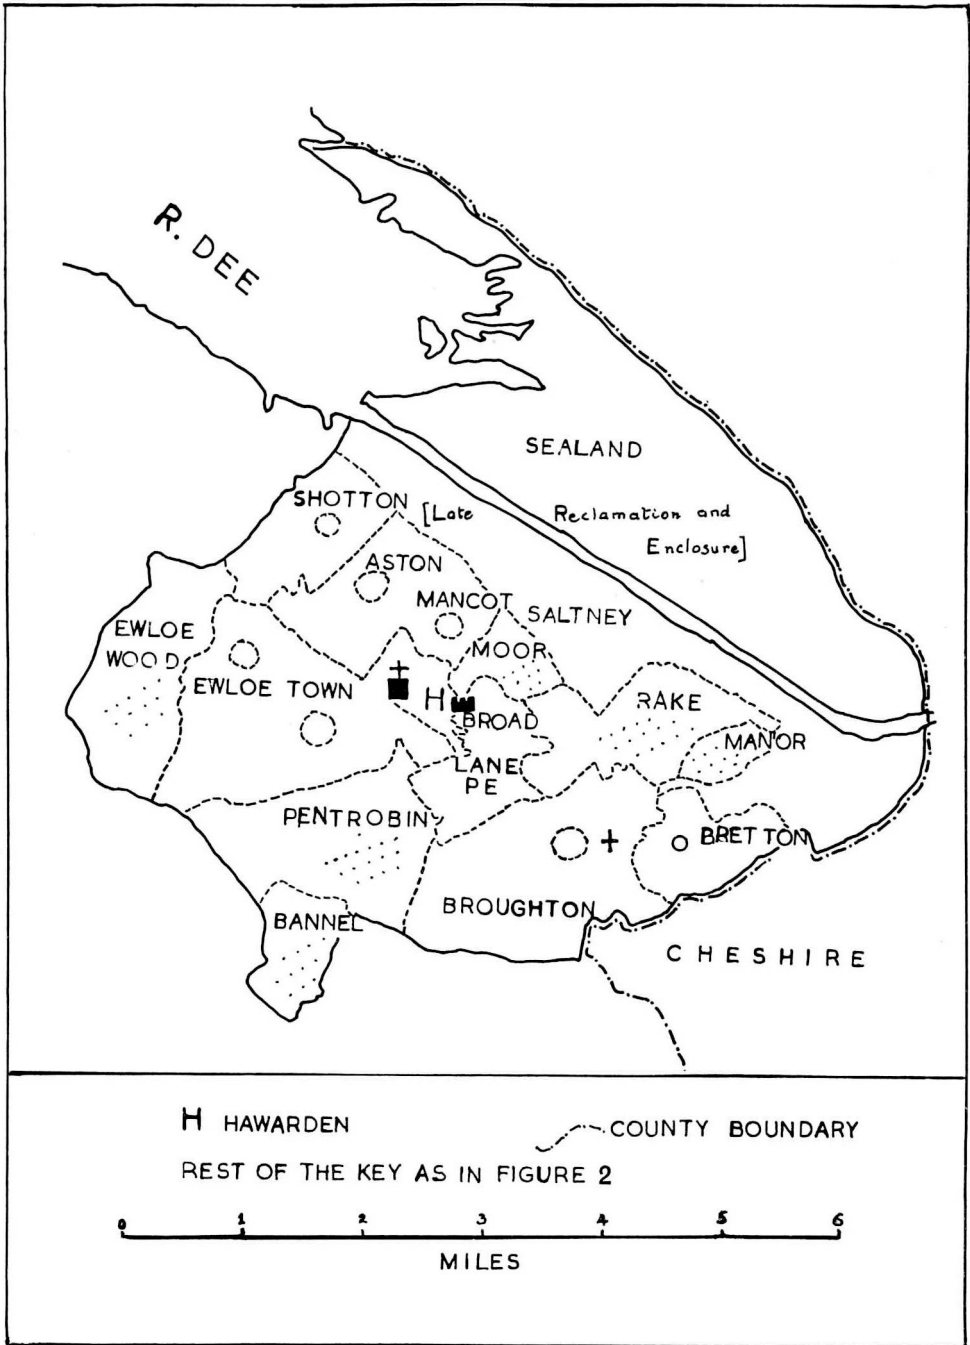 R. DEE
SEALAND
SHOTTON
[Late Reclamation and
Enclosure]
ASTON
MANCOT
SALTNEY
EWLOE
WOOD
MOOR
EWLOE TOWN
H
BROAD
LANE
PE
RAKE
MANOR
PENTROBIN
BRETTON
BROUGHTON
BANNEL
CHESHIRE
H HAWARDEN
COUNTY BOUNDARY
REST OF THE KEY AS IN FIGURE 2
0 1 2 3 4 5 6
MILES